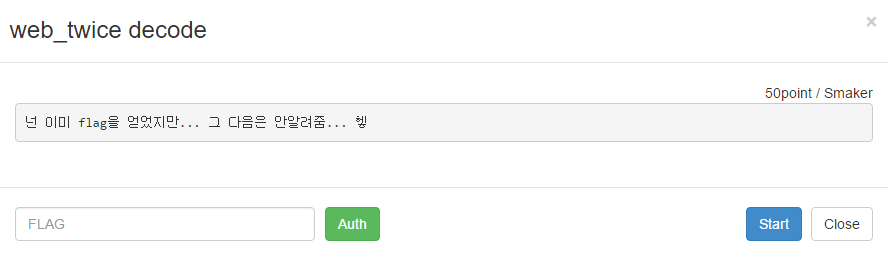 web_twice decode
×
50point / Smaker
넌 이미 flag을 얻었지만... 그 다음은 안알려줌... 헿
FLAG
Auth
Start
Close